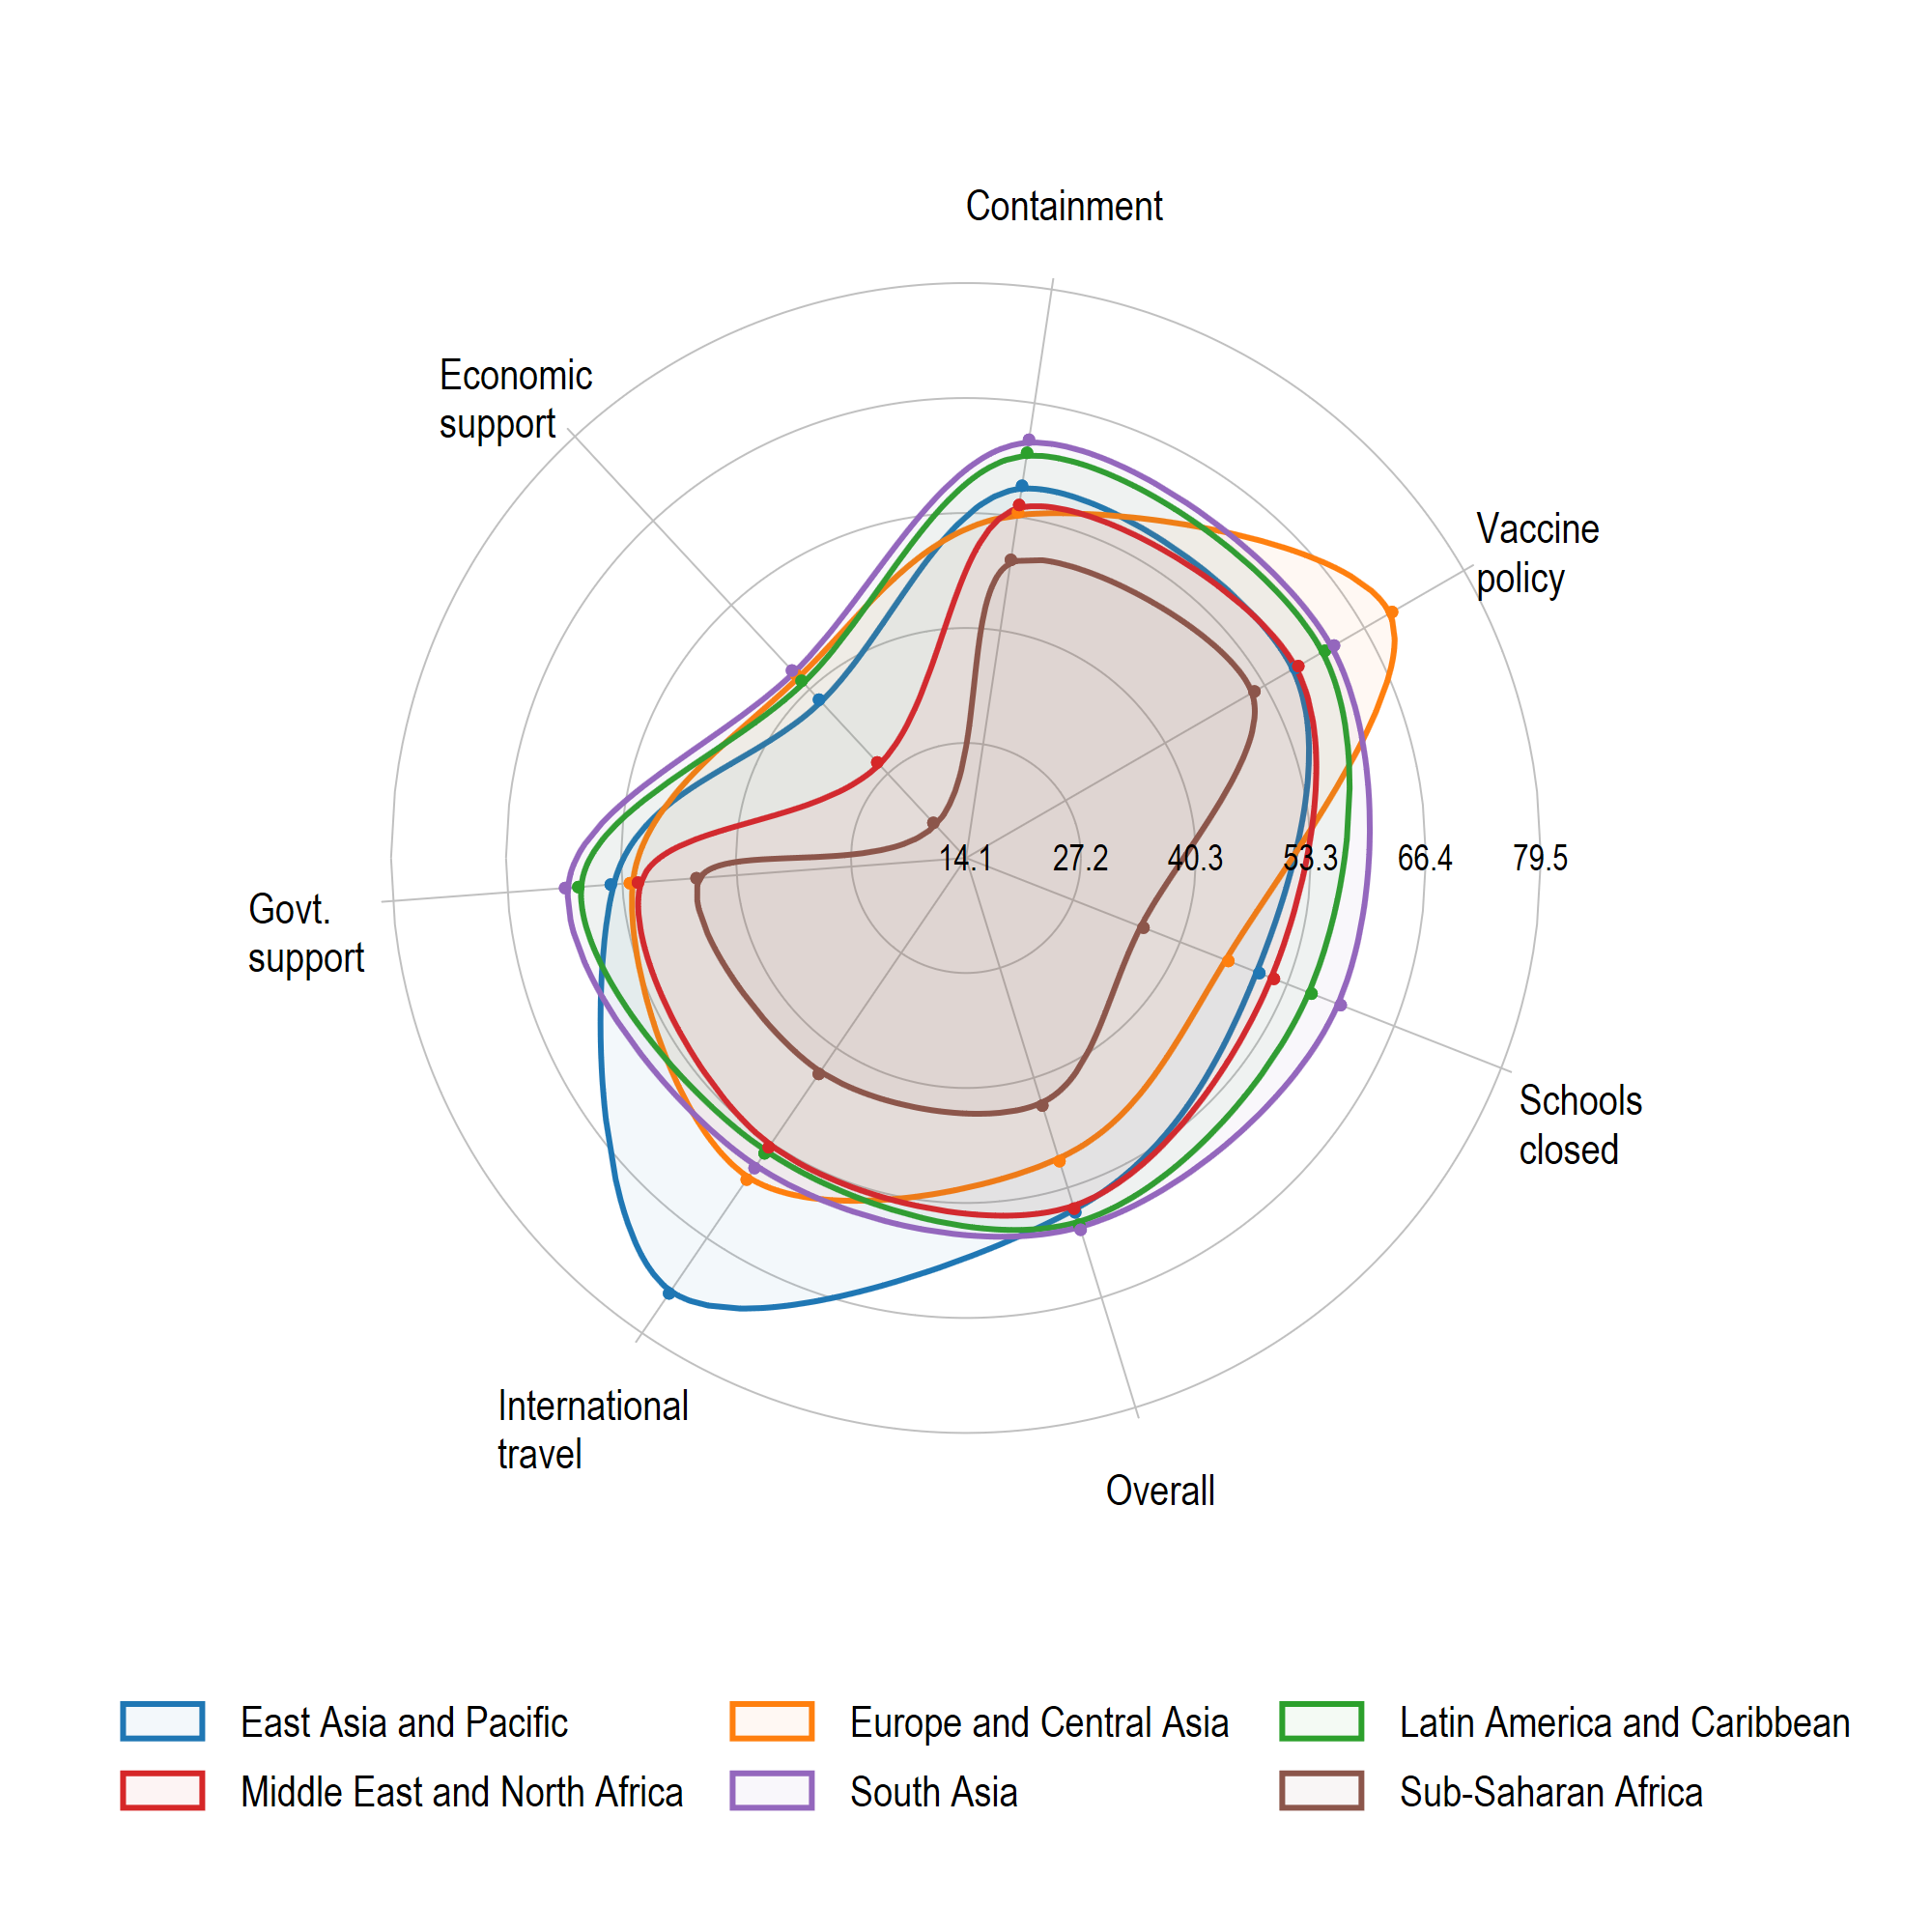 Containment
Economic
support
Vaccine
policy
14.1 27.2 40.3 53.3 66.4 79.5
Govt.
support
Schools
closed
International
travel
Overall
East Asia and Pacific
Europe and Central Asia
Latin America and Caribbean
Middle East and North Africa
South Asia
Sub-Saharan Africa